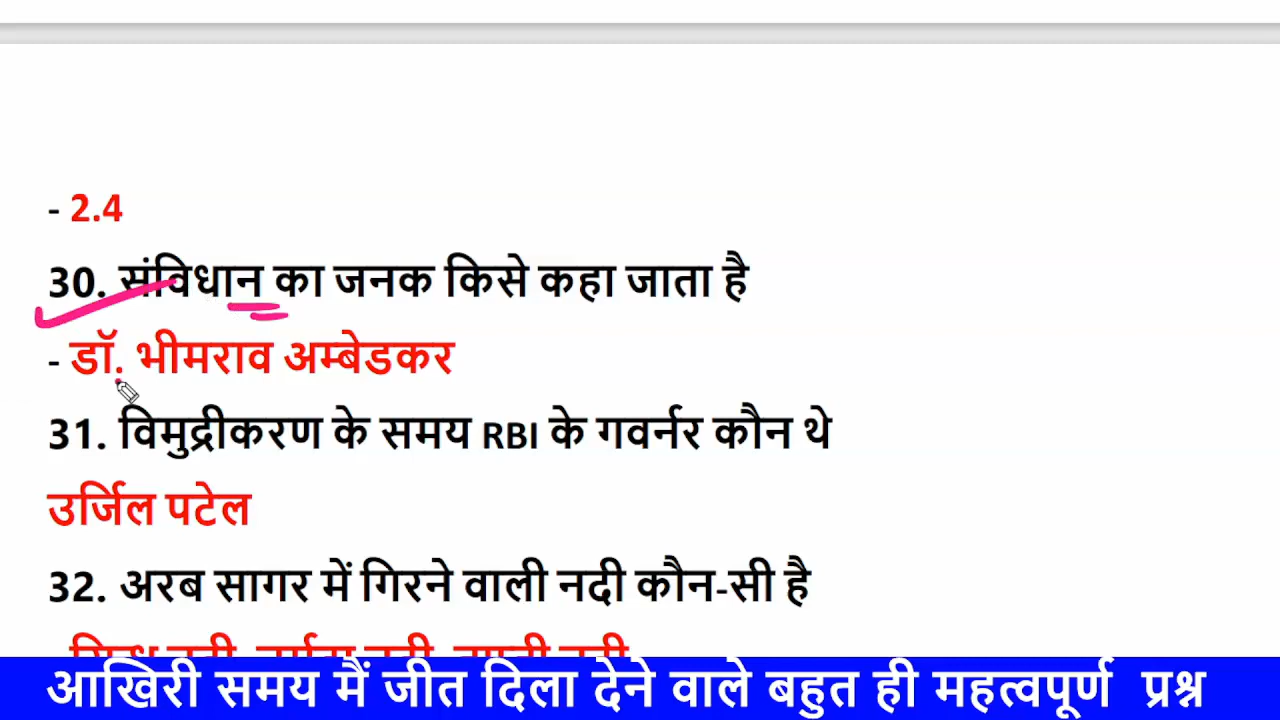 - 2.4
30. संविधान का जनक किसे कहा जाता है
- डॉ. भीमराव अम्बेडकर
31. विमुद्रीकरण के समय RBI के गवर्नर कौन थे
उर्जिल पटेल
32. अरब सागर में गिरने वाली नदी कौन-सी है
आखिरी समय मैं जीत दिला देने वाले बहुत ही महत्वपूर्ण प्रश्न